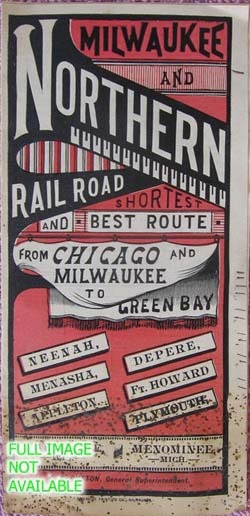 MILWAUKEE
AND
NORTHERN
RAIL ROAD
SHORTEST
AND BEST ROUTE
FROM CHICAGO AND
MILWAUKEE
TO
GREEN BAY
NEENAH,
DEPERE,
MENASHA,
FT. HOWARD
APPLETON,
PLYMOUTH,
MENOMINEE,
MICH.
General Superintendent.
FULL IMAGE
NOT
AVAILABLE